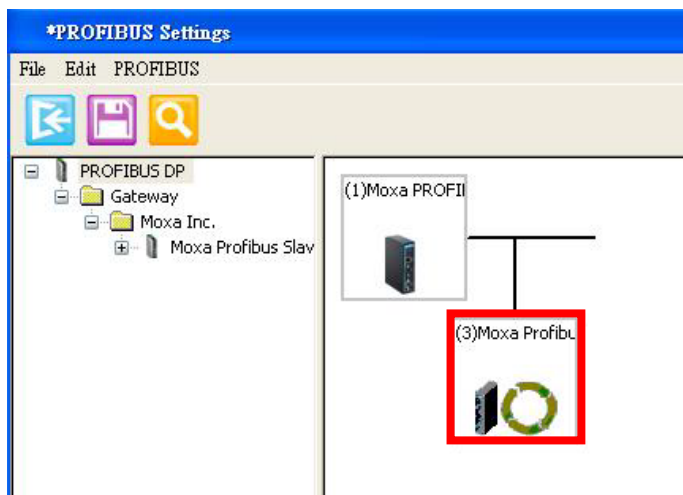 *PROFIBUS Settings
File Edit PROFIBUS
PROFIBUS DP
Gateway
Moxa Inc.
Moxa Profibus Slav
(1)Moxa PROFI
(3)Moxa Profibu